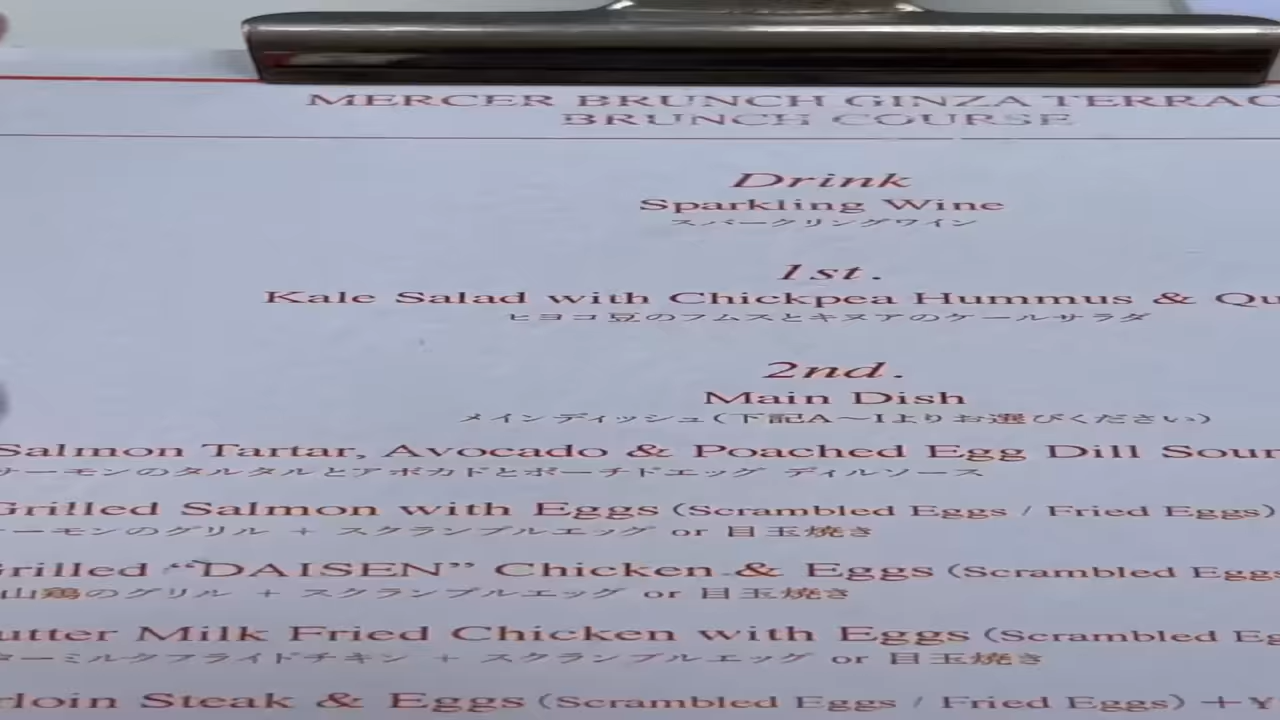 MERCER BRUNCH GINZA TERRAC
BRUNCH COURSE
Drink
Sparkling Wine
スパークリングワイン
1st.
Kale Salad with Chickpea Hummus & Qu
ヒヨコ豆のフムスとキヌアのケールサラダ
2nd.
Main Dish
メインディッシュ(下記A～Iよりお選びください)
Salmon Tartar, Avocado & Poached Egg Dill Sour
サーモンのタルタルとアボカドとポーチドエッグ ディルソース
Grilled Salmon with Eggs (Scrambled Eggs / Fried Eggs)
ーモンのグリル + スクランブルエッグ or 目玉焼き
rilled “DAISEN” Chicken & Eggs (Scrambled Eggs
山鶏のグリル + スクランブルエッグ or 目玉焼き
utter Milk Fried Chicken with Eggs (Scrambled Eg
ターミルクフライドチキン + スクランブルエッグ or 目玉焼き
rloin Steak & Eggs (Scrambled Eggs / Fried Eggs) +¥